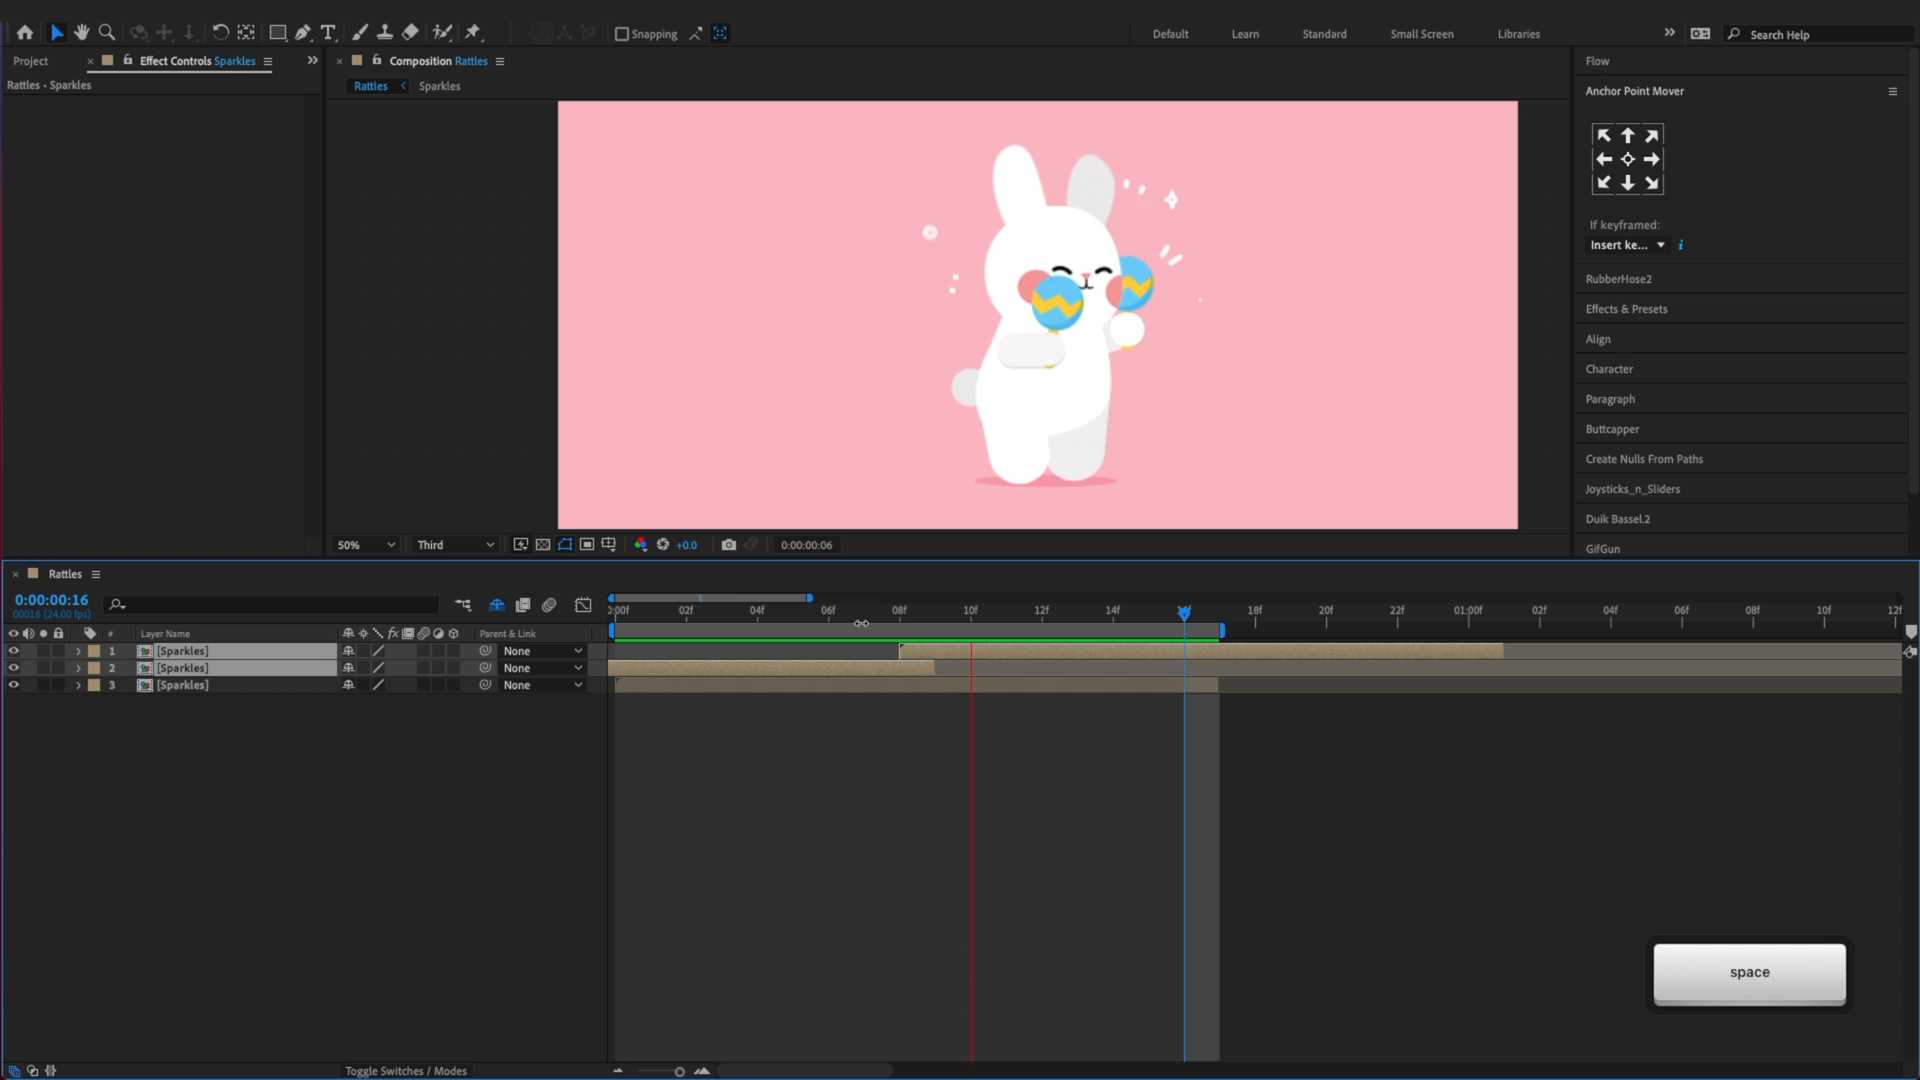 Snapping
Default
Learn
Standard
Small Screen
Libraries
Search Help
Project
Effect Controls Sparkles
Composition Rattles
Flow
Rattles • Sparkles
Rattles
Sparkles
Anchor Point Mover
If keyframed:
Insert ke...
RubberHose2
Effects & Presets
Align
Character
Paragraph
Buttcapper
Create Nulls From Paths
Joysticks_n_Sliders
Duik Bassel.2
GifGun
50%
Third
+0.0
0:00:00:06
Rattles
0:00:00:16
00016 (24.00 fps)
:00f 02f 04f 06f 08f 10f 12f 14f 18f 20f 22f 01:00f 02f 04f 06f 08f 10f 12f
# Layer Name fx Parent & Link
1 [Sparkles] None
2 [Sparkles] None
3 [Sparkles] None
space
Toggle Switches / Modes